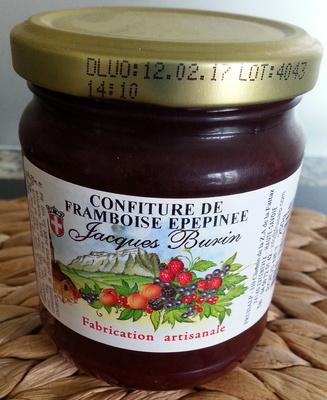 DLUO:12.02.17 LOT:4043
14:10
CONFITURE DE
FRAMBOISE EPEPINEE
Jacques Burin
Fabrication artisanale